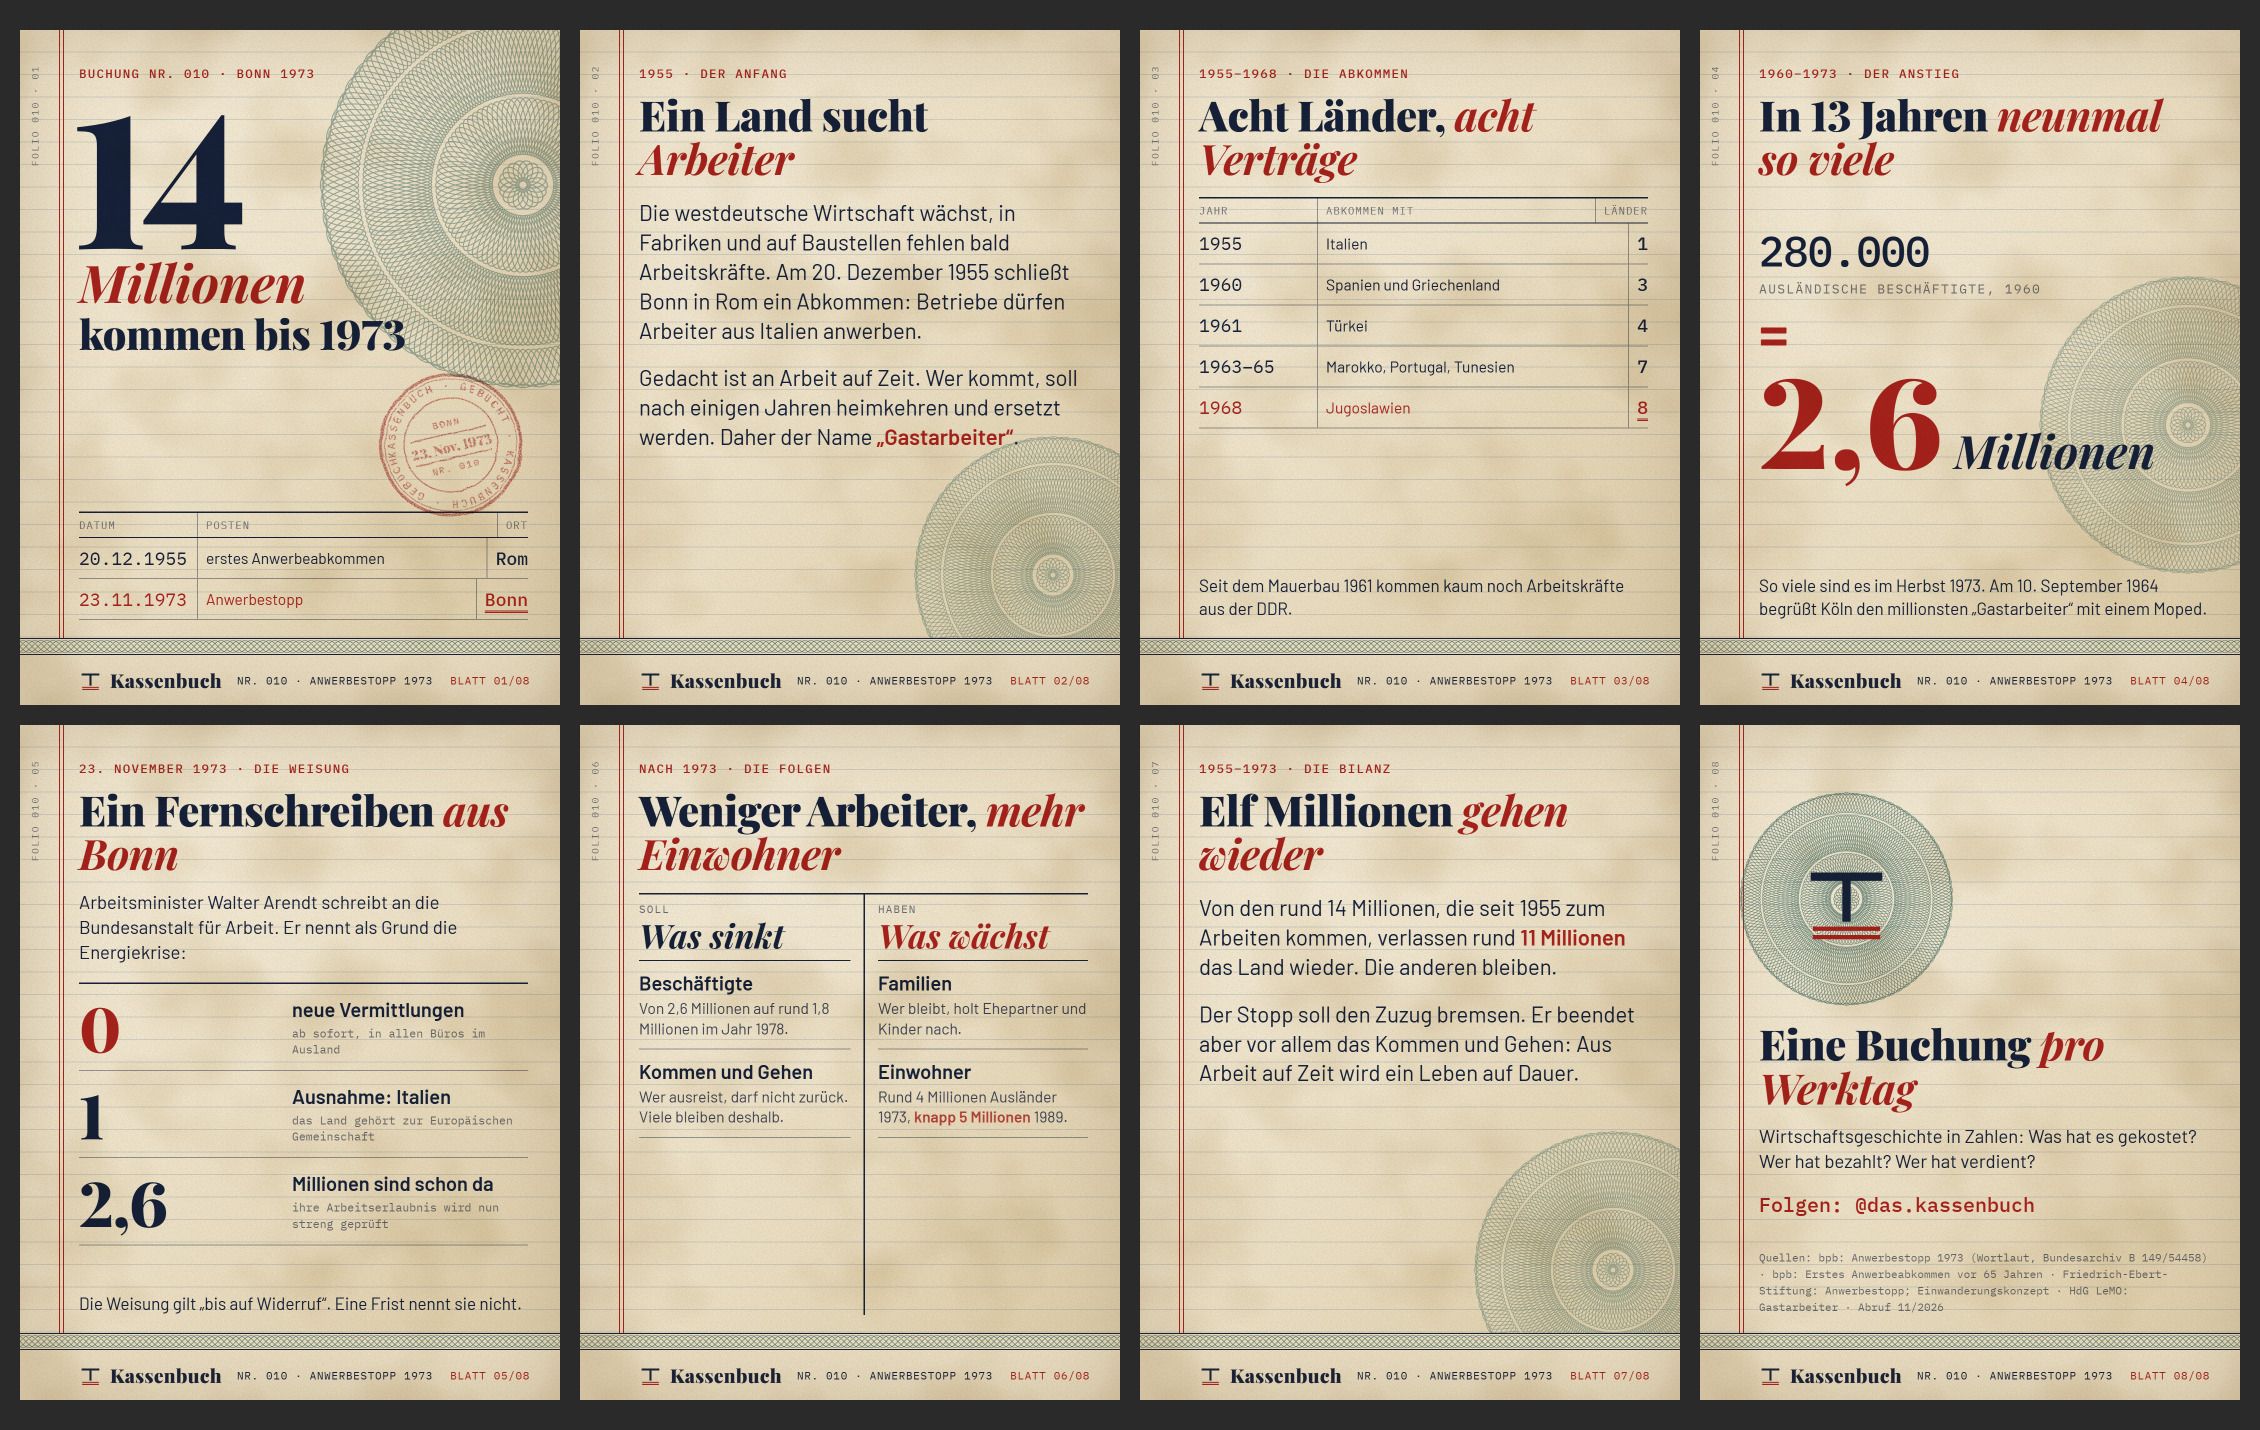 FOLIO 010 · 01
BUCHUNG NR. 010 · BONN 1973
14
Millionen
kommen bis 1973
GEBUCHT · KASSENBUCH · GEBUCHT · KASSENBUCH ·
BONN
23. Nov. 1973
NR. 010
DATUM POSTEN ORT
20.12.1955 erstes Anwerbeabkommen Rom
23.11.1973 Anwerbestopp Bonn
Kassenbuch NR. 010 · ANWERBESTOPP 1973 BLATT 01/08
FOLIO 010 · 02
1955 · DER ANFANG
Ein Land sucht
Arbeiter
Die westdeutsche Wirtschaft wächst, in
Fabriken und auf Baustellen fehlen bald
Arbeitskräfte. Am 20. Dezember 1955 schließt
Bonn in Rom ein Abkommen: Betriebe dürfen
Arbeiter aus Italien anwerben.
Gedacht ist an Arbeit auf Zeit. Wer kommt, soll
nach einigen Jahren heimkehren und ersetzt
werden. Daher der Name „Gastarbeiter“.
Kassenbuch NR. 010 · ANWERBESTOPP 1973 BLATT 02/08
FOLIO 010 · 03
1955–1968 · DIE ABKOMMEN
Acht Länder, acht
Verträge
JAHR ABKOMMEN MIT LÄNDER
1955 Italien 1
1960 Spanien und Griechenland 3
1961 Türkei 4
1963–65 Marokko, Portugal, Tunesien 7
1968 Jugoslawien 8
Seit dem Mauerbau 1961 kommen kaum noch Arbeitskräfte
aus der DDR.
Kassenbuch NR. 010 · ANWERBESTOPP 1973 BLATT 03/08
FOLIO 010 · 04
1960–1973 · DER ANSTIEG
In 13 Jahren neunmal
so viele
280.000
AUSLÄNDISCHE BESCHÄFTIGTE, 1960
=
2,6 Millionen
So viele sind es im Herbst 1973. Am 10. September 1964
begrüßt Köln den millionsten „Gastarbeiter“ mit einem Moped.
Kassenbuch NR. 010 · ANWERBESTOPP 1973 BLATT 04/08
FOLIO 010 · 05
23. NOVEMBER 1973 · DIE WEISUNG
Ein Fernschreiben aus
Bonn
Arbeitsminister Walter Arendt schreibt an die
Bundesanstalt für Arbeit. Er nennt als Grund die
Energiekrise:
0 neue Vermittlungen
ab sofort, in allen Büros im
Ausland
1 Ausnahme: Italien
das Land gehört zur Europäischen
Gemeinschaft
2,6 Millionen sind schon da
ihre Arbeitserlaubnis wird nun
streng geprüft
Die Weisung gilt „bis auf Widerruf“. Eine Frist nennt sie nicht.
Kassenbuch NR. 010 · ANWERBESTOPP 1973 BLATT 05/08
FOLIO 010 · 06
NACH 1973 · DIE FOLGEN
Weniger Arbeiter, mehr
Einwohner
SOLL
Was sinkt
Beschäftigte
Von 2,6 Millionen auf rund 1,8
Millionen im Jahr 1978.
Kommen und Gehen
Wer ausreist, darf nicht zurück.
Viele bleiben deshalb.
HABEN
Was wächst
Familien
Wer bleibt, holt Ehepartner und
Kinder nach.
Einwohner
Rund 4 Millionen Ausländer
1973, knapp 5 Millionen 1989.
Kassenbuch NR. 010 · ANWERBESTOPP 1973 BLATT 06/08
FOLIO 010 · 07
1955–1973 · DIE BILANZ
Elf Millionen gehen
wieder
Von den rund 14 Millionen, die seit 1955 zum
Arbeiten kommen, verlassen rund 11 Millionen
das Land wieder. Die anderen bleiben.
Der Stopp soll den Zuzug bremsen. Er beendet
aber vor allem das Kommen und Gehen: Aus
Arbeit auf Zeit wird ein Leben auf Dauer.
Kassenbuch NR. 010 · ANWERBESTOPP 1973 BLATT 07/08
FOLIO 010 · 08
Eine Buchung pro
Werktag
Wirtschaftsgeschichte in Zahlen: Was hat es gekostet?
Wer hat bezahlt? Wer hat verdient?
Folgen: @das.kassenbuch
Quellen: bpb: Anwerbestopp 1973 (Wortlaut, Bundesarchiv B 149/54458)
· bpb: Erstes Anwerbeabkommen vor 65 Jahren · Friedrich-Ebert-
Stiftung: Anwerbestopp; Einwanderungskonzept · HdG LeMO:
Gastarbeiter · Abruf 11/2026
Kassenbuch NR. 010 · ANWERBESTOPP 1973 BLATT 08/08